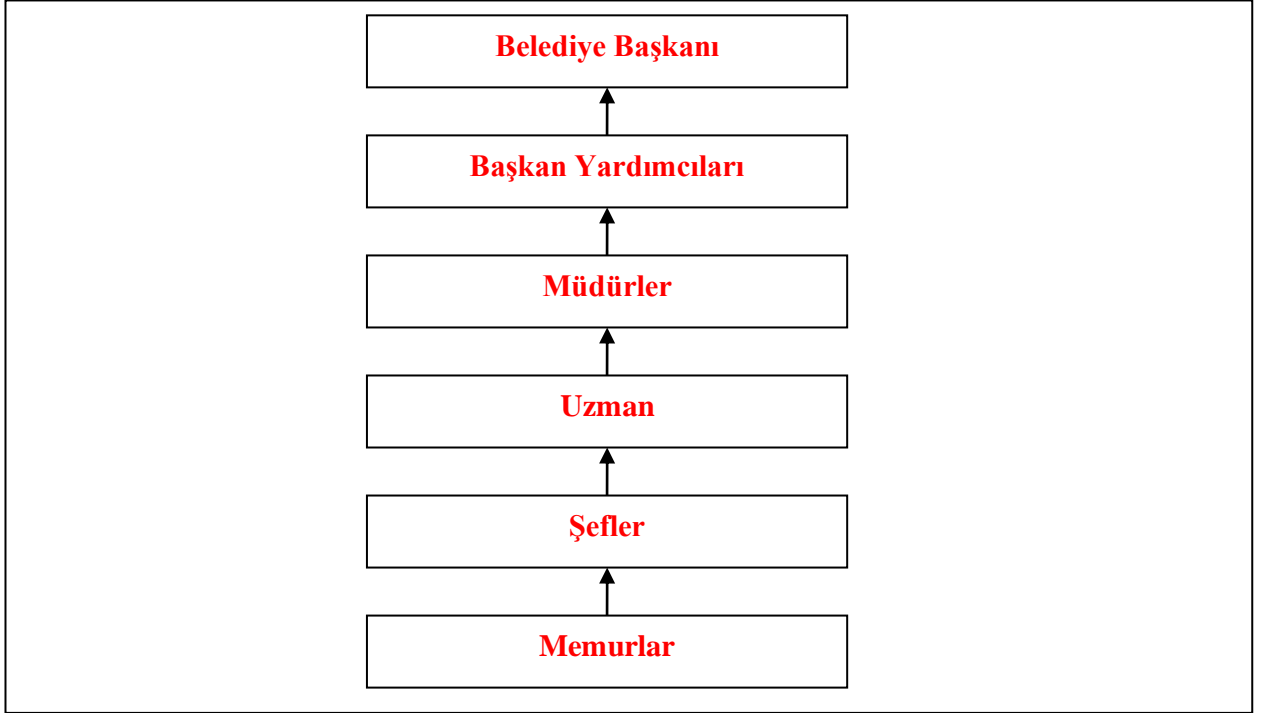 Belediye Başkanı
Başkan Yardımcıları
Müdürler
Uzman
Şefler
Memurlar